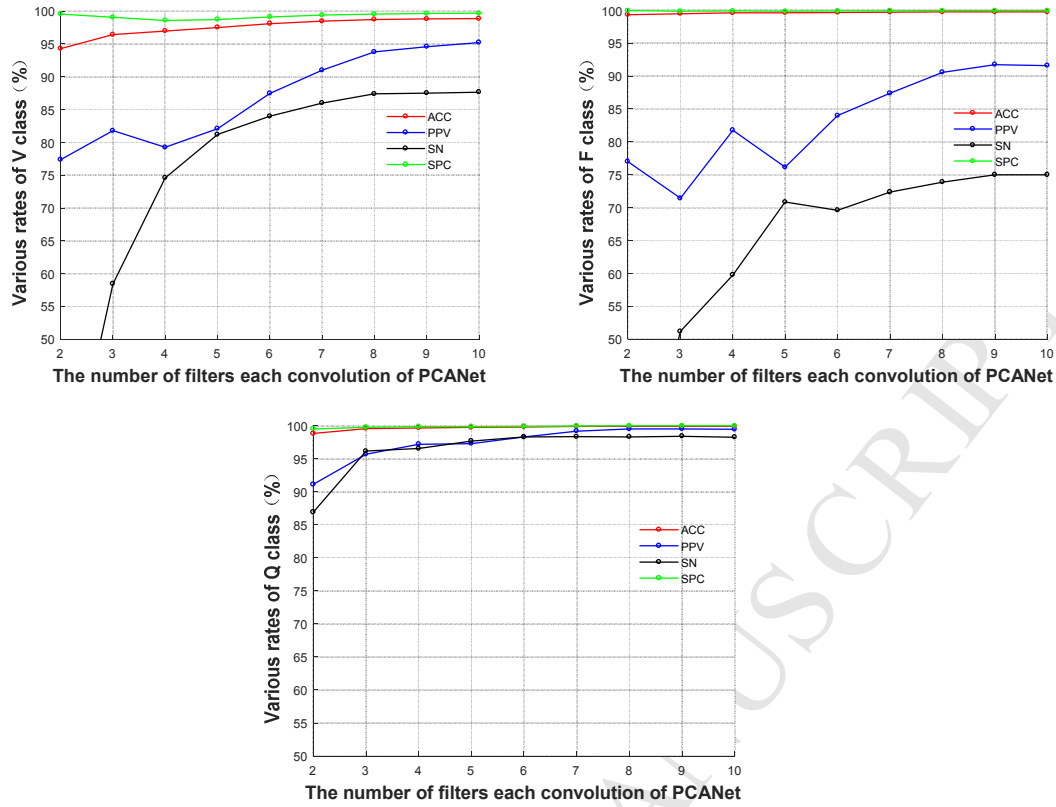 100
95
90
85
80
75
70
65
60
55
50
Various rates of V class（%）
ACC
PPV
SN
SPC
2 3 4 5 6 7 8 9 10
The number of filters each convolution of PCANet
100
95
90
85
80
75
70
65
60
55
50
Various rates of F class（%）
ACC
PPV
SN
SPC
2 3 4 5 6 7 8 9 10
The number of filters each convolution of PCANet
100
95
90
85
80
75
70
65
60
55
50
Various rates of Q class（%）
ACC
PPV
SN
SPC
2 3 4 5 6 7 8 9 10
The number of filters each convolution of PCANet